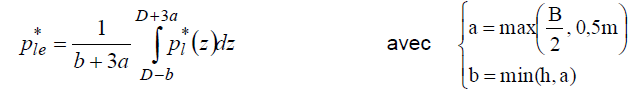 p*le = 1/(b+3a) ∫_{D−b}^{D+3a} p*l(z)dz avec { a = max(B/2 , 0,5m)
b = min(h, a)